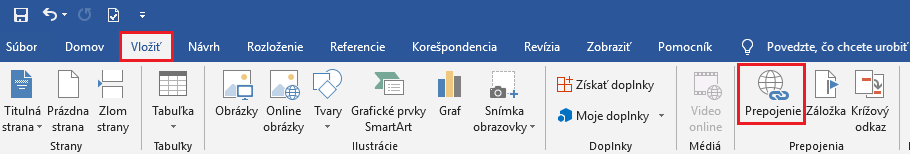 Súbor Domov Vložiť Návrh Rozloženie Referencie Korešpondencia Revízia Zobraziť Pomocník Povedzte, čo chcete urobiť
Titulná strana
Prázdna strana
Zlom strany
Strany
Tabuľka
Tabuľky
Obrázky
Online obrázky
Tvary
Grafické prvky SmartArt
Graf
Snímka obrazovky
Ilustrácie
Získať doplnky
Moje doplnky
Doplnky
Video online
Médiá
Prepojenie
Záložka
Krížový odkaz
Prepojenia